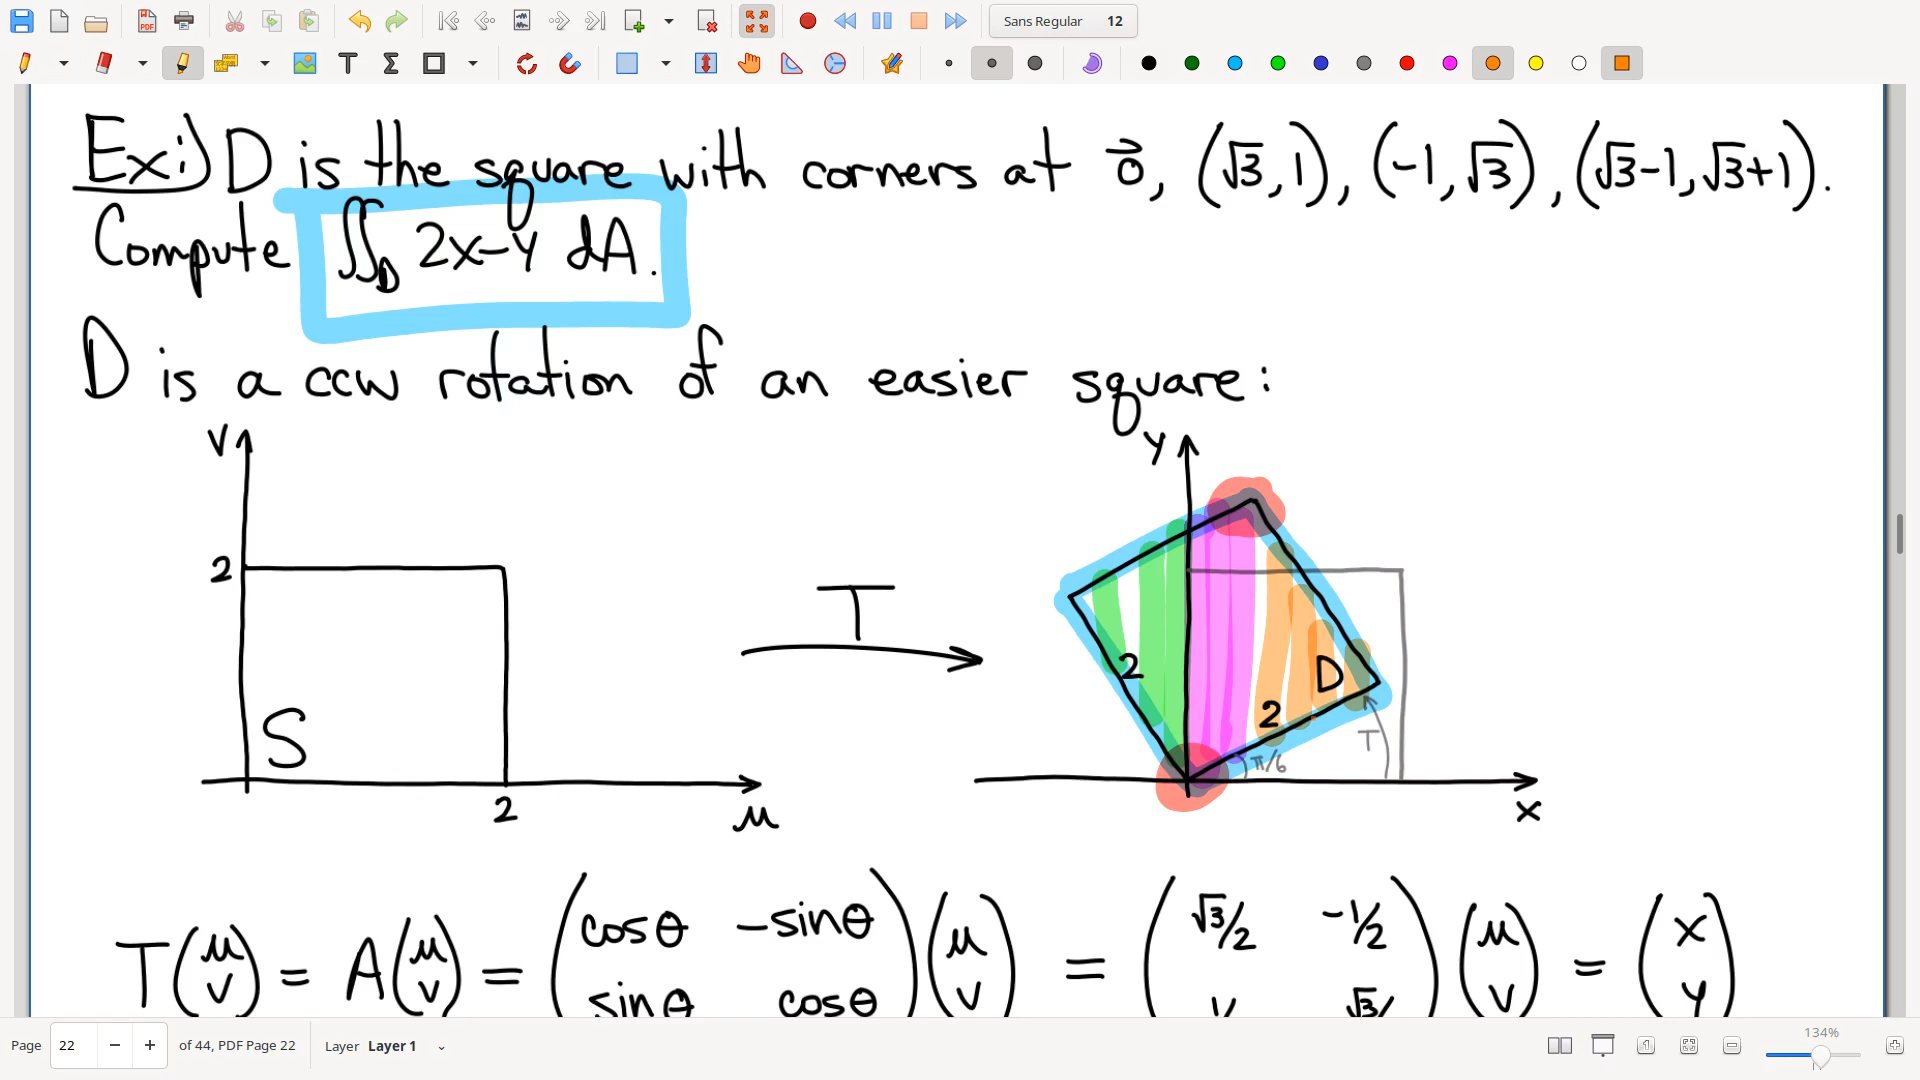 Sans Regular 12
Ex:) D is the square with corners at 0⃗, (√3, 1), (-1, √3), (√3-1, √3+1).
Compute ∬_D 2x-y dA.
D is a ccw rotation of an easier square:
v y
2
T
2 D
2
S T
π/6
2 u x
T(u v) = A(u v) = (cosθ -sinθ sinθ cosθ)(u v) = (√3/2 -1/2 √3/)(u v) = (x y)
134%
Page 22 of 44, PDF Page 22 Layer Layer 1